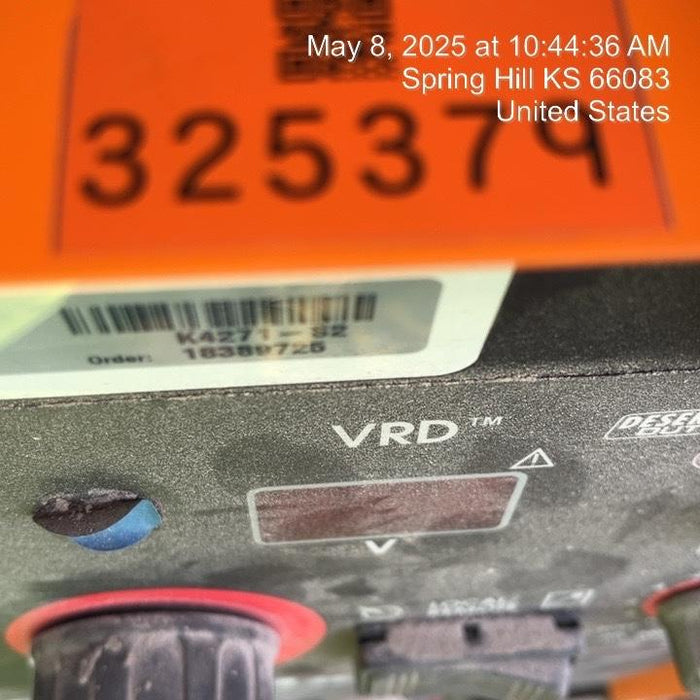 May 8, 2025 at 10:44:36 AM
Spring Hill KS 66083
United States
325379
K4271-S2
Order: 18389725
VRD™
V